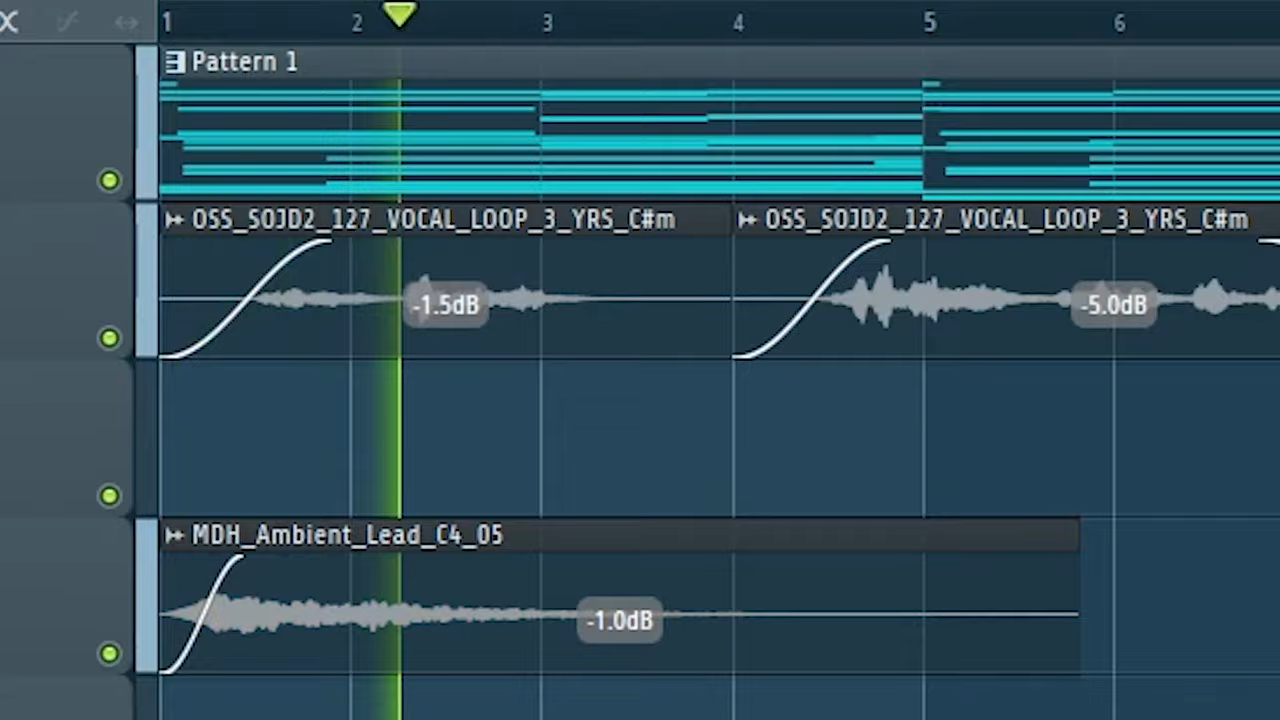 1 2 3 4 5 6
Pattern 1
OSS_SOJD2_127_VOCAL_LOOP_3_YRS_C#m OSS_SOJD2_127_VOCAL_LOOP_3_YRS_C#m
-1.5dB -5.0dB
MDH_Ambient_Lead_C4_05
-1.0dB